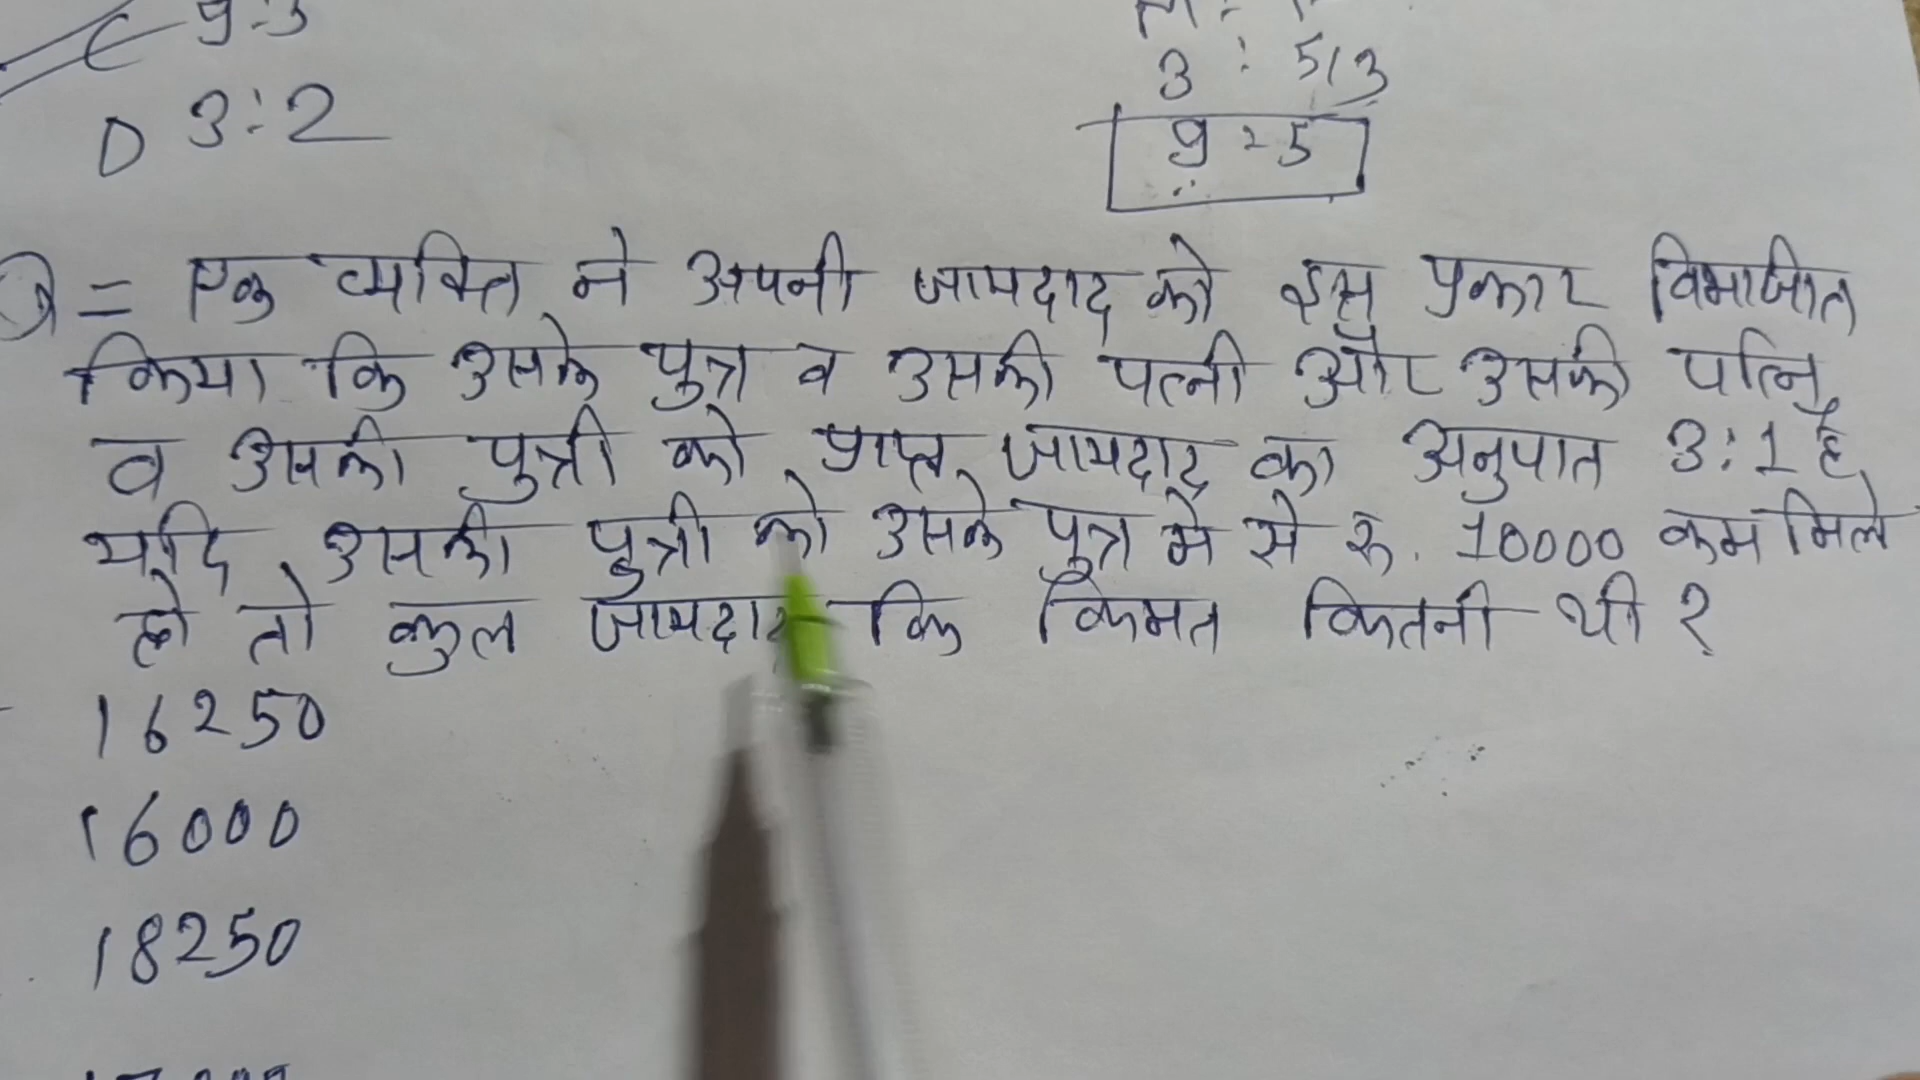 C 9:5
3 : 5/3
D 3:2
9:5
Q = एक व्यक्ति ने अपनी जायदाद को इस प्रकार विभाजीत
किया कि उसके पुत्र व उसकी पत्नी और उसकी पत्नि
व उसकी पुत्री को प्राप्त जायदाद का अनुपात 3:1 है
यदि उसकी पुत्री को उसके पुत्र मे से रु. 10000 कम मिले
हो तो कुल जायदाद कि किमत कितनी थी ?
16250
16000
18250